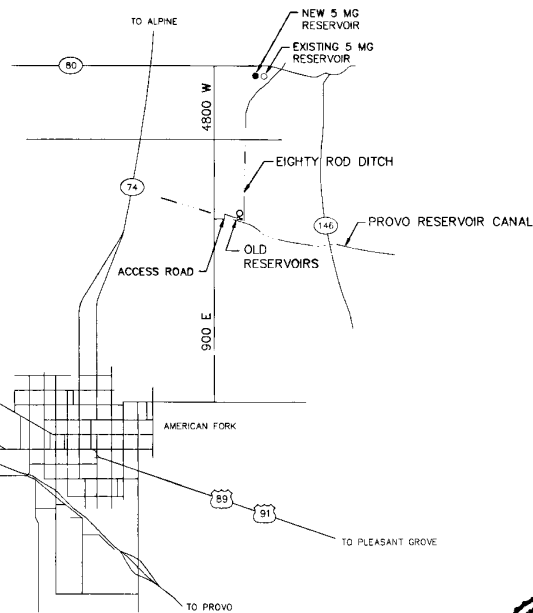 NEW 5 MG
RESERVOIR
TO ALPINE
EXISTING 5 MG
RESERVOIR
80
4800 W
EIGHTY ROD DITCH
74
146
PROVO RESERVOIR CANAL
OLD
RESERVOIRS
ACCESS ROAD
900 E
AMERICAN FORK
89
91
TO PLEASANT GROVE
TO PROVO